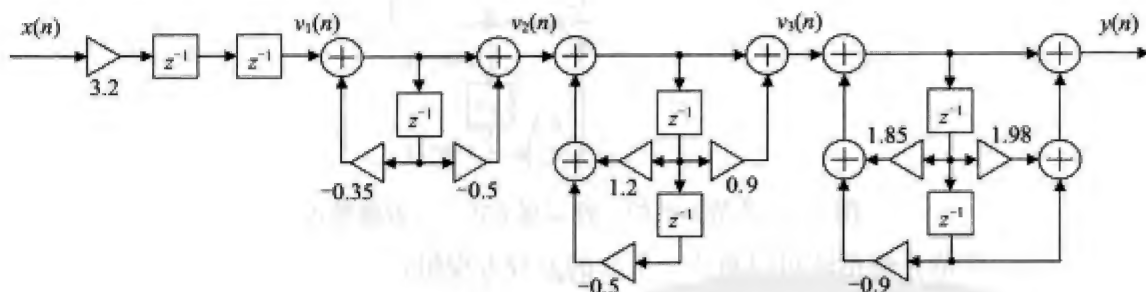 x(n) v₁(n) v₂(n) v₃(n) y(n)
3.2 z⁻¹ z⁻¹
z⁻¹ z⁻¹ z⁻¹
1.85 1.98
−0.35 −0.5 1.2 0.9
z⁻¹ z⁻¹
−0.5 −0.9